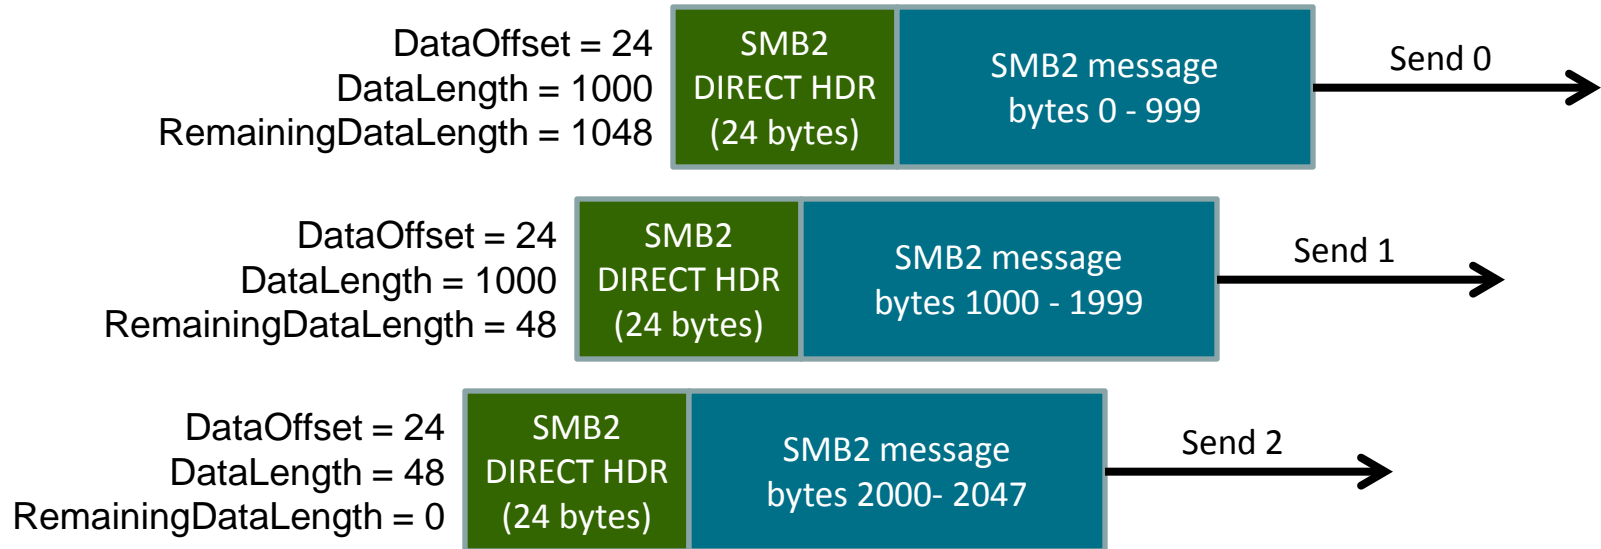 DataOffset = 24
DataLength = 1000
RemainingDataLength = 1048
SMB2
DIRECT HDR
(24 bytes)
SMB2 message
bytes 0 - 999
Send 0
DataOffset = 24
DataLength = 1000
RemainingDataLength = 48
SMB2
DIRECT HDR
(24 bytes)
SMB2 message
bytes 1000 - 1999
Send 1
DataOffset = 24
DataLength = 48
RemainingDataLength = 0
SMB2
DIRECT HDR
(24 bytes)
SMB2 message
bytes 2000- 2047
Send 2